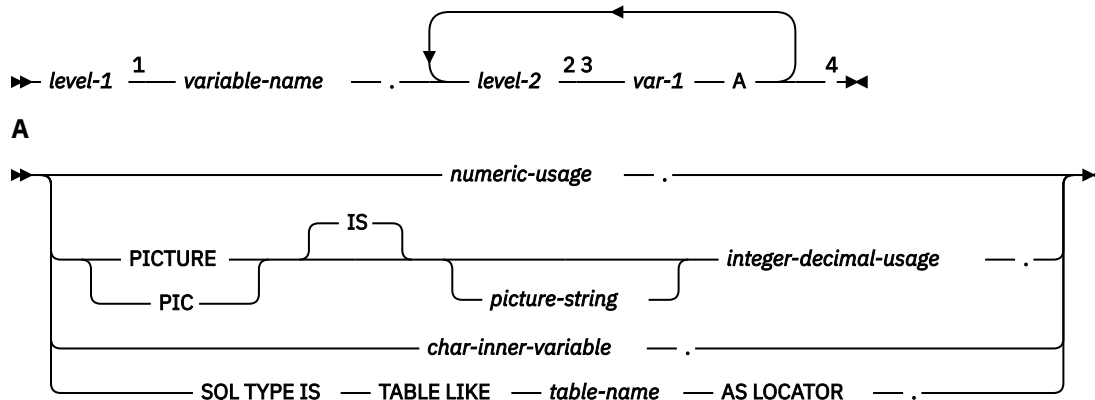 level-1 1 variable-name . level-2 2 3 var-1 A 4
A
numeric-usage .
IS
PICTURE integer-decimal-usage .
PIC picture-string
char-inner-variable .
SQL TYPE IS TABLE LIKE table-name AS LOCATOR .